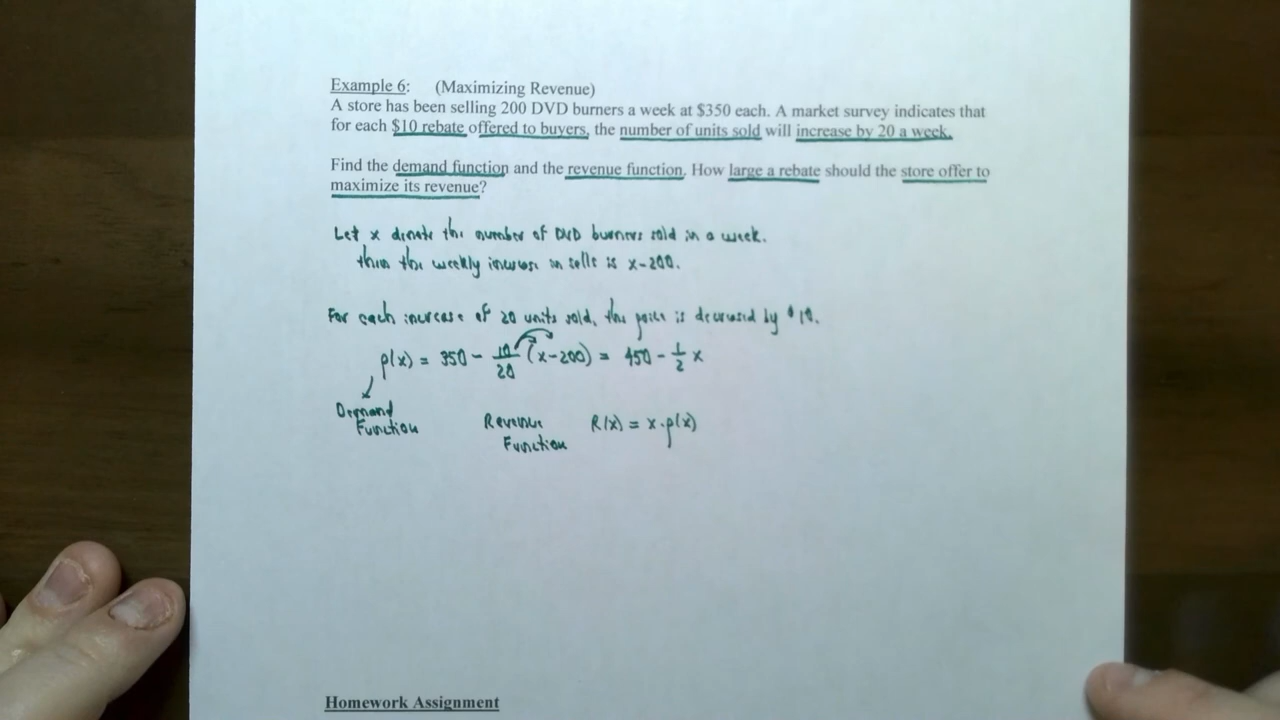 Example 6: (Maximizing Revenue)
A store has been selling 200 DVD burners a week at $350 each. A market survey indicates that
for each $10 rebate offered to buyers, the number of units sold will increase by 20 a week.
Find the demand function and the revenue function. How large a rebate should the store offer to
maximize its revenue?
Let x denote the number of DVD burners sold in a week.
then the weekly increase in sells is x-200.
For each increase of 20 units sold, the price is decreased by $10.
p(x) = 350 - 10/20 (x-200) = 450 - 1/2 x
Demand
Function
Revenue
Function
R(x) = x·p(x)
Homework Assignment